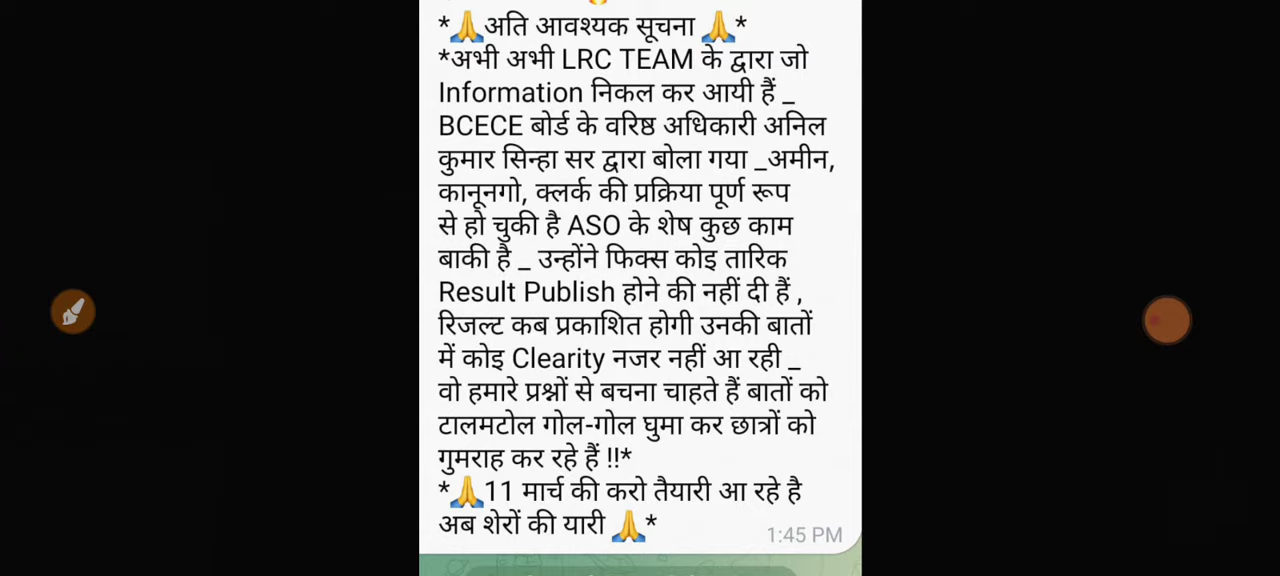 *🙏अति आवश्यक सूचना 🙏*
*अभी अभी LRC TEAM के द्वारा जो
Information निकल कर आयी हैं _
BCECE बोर्ड के वरिष्ठ अधिकारी अनिल
कुमार सिन्हा सर द्वारा बोला गया _अमीन,
कानूनगो, क्लर्क की प्रक्रिया पूर्ण रूप
से हो चुकी है ASO के शेष कुछ काम
बाकी है _ उन्होंने फिक्स कोइ तारिक
Result Publish होने की नहीं दी हैं ,
रिजल्ट कब प्रकाशित होगी उनकी बातों
में कोइ Clearity नजर नहीं आ रही _
वो हमारे प्रश्नों से बचना चाहते हैं बातों को
टालमटोल गोल-गोल घुमा कर छात्रों को
गुमराह कर रहे हैं !!*
*🙏11 मार्च की करो तैयारी आ रहे है
अब शेरों की यारी 🙏*
1:45 PM